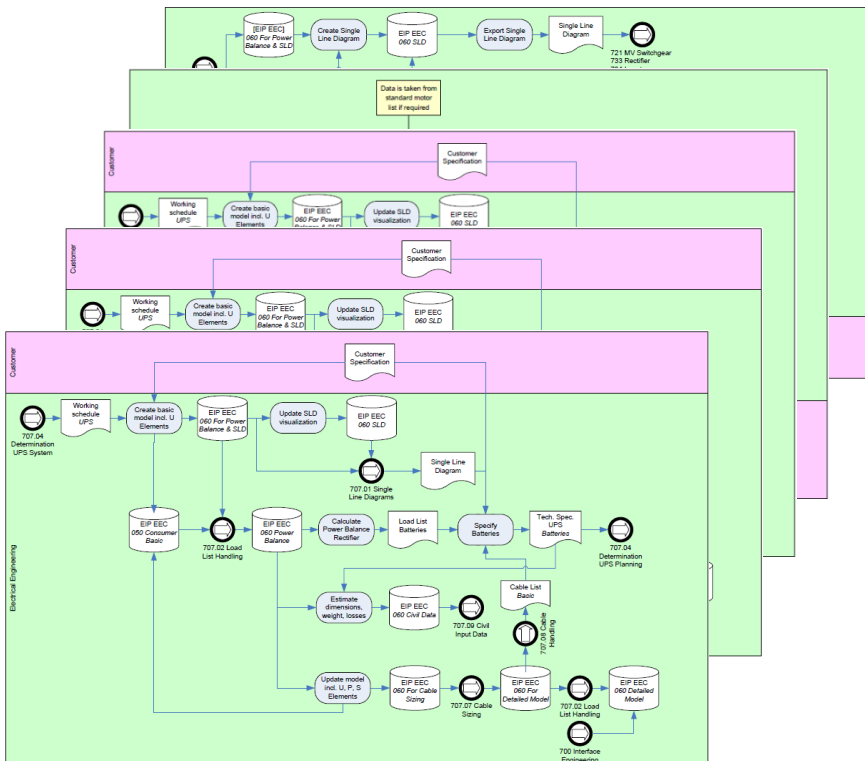 [EIP EEC]
060 For Power
Balance & SLD
Create Single
Line Diagram
EIP EEC
060 SLD
Export Single
Line Diagram
Single Line
Diagram
721 MV Switchgear
733 Rectifier
Data is taken from
standard motor
list if required
Customer
Customer
Specification
Working
schedule
UPS
Create basic
model incl. U
Elements
EIP EEC
060 For Power
Balance & SLD
Update SLD
visualization
EIP EEC
060 SLD
Customer
Customer
Specification
Working
schedule
UPS
Create basic
model incl. U
Elements
EIP EEC
060 For Power
Balance & SLD
Update SLD
visualization
EIP EEC
060 SLD
Customer
Customer
Specification
Electrical Engineering
707.04
Determination
UPS System
Working
schedule
UPS
Create basic
model incl. U
Elements
EIP EEC
060 For Power
Balance & SLD
Update SLD
visualization
EIP EEC
060 SLD
707.01 Single
Line Diagrams
Single Line
Diagram
EIP EEC
050 Consumer
Basic
707.02 Load
List Handling
EIP EEC
060 Power
Balance
Calculate
Power Balance
Rectifier
Load List
Batteries
Specify
Batteries
Tech. Spec.
UPS
Batteries
707.04
Determination
UPS Planning
Estimate
dimensions,
weight, losses
EIP EEC
060 Civil Data
707.09 Civil
Input Data
Cable List
Basic
707.08 Cable
Handling
Update model
incl. U, P, S
Elements
EIP EEC
060 For Cable
Sizing
707.07 Cable
Sizing
EIP EEC
060 For
Detailed Model
707.02 Load
List Handling
EIP EEC
060 Detailed
Model
700 Interface
Engineering